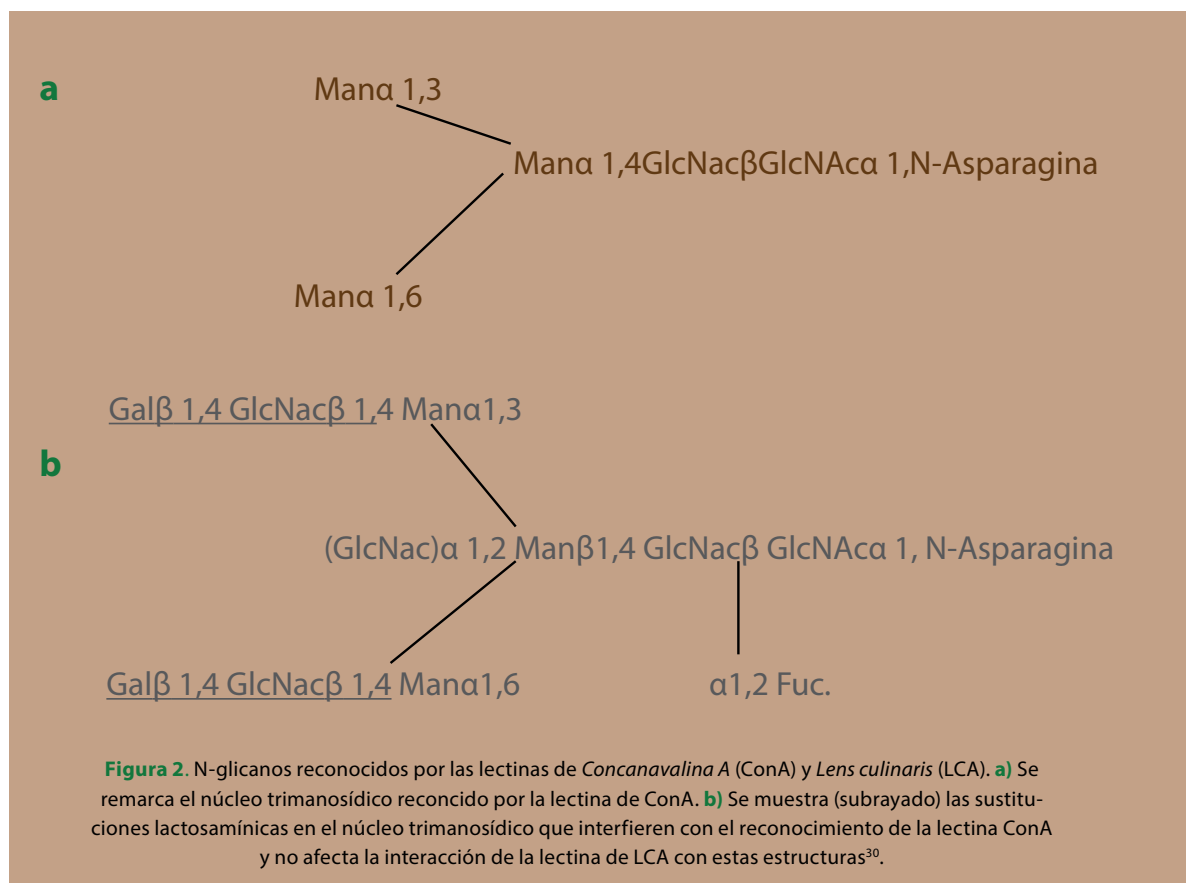 a
Manα 1,3
Manα 1,4GlcNacβGlcNAcα 1,N-Asparagina
Manα 1,6
Galβ 1,4 GlcNacβ 1,4 Manα1,3
b
(GlcNac)α 1,2 Manβ1,4 GlcNacβ GlcNAcα 1, N-Asparagina
Galβ 1,4 GlcNacβ 1,4 Manα1,6
α1,2 Fuc.
Figura 2. N-glicanos reconocidos por las lectinas de Concanavalina A (ConA) y Lens culinaris (LCA). a) Se
remarca el núcleo trimanosídico reconcido por la lectina de ConA. b) Se muestra (subrayado) las sustitu-
ciones lactosamínicas en el núcleo trimanosídico que interfieren con el reconocimiento de la lectina ConA
y no afecta la interacción de la lectina de LCA con estas estructuras³⁰.